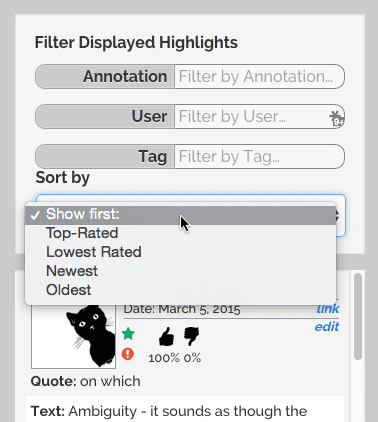 Filter Displayed Highlights
Annotation Filter by Annotation...
User Filter by User...
Tag Filter by Tag...
Sort by
✓ Show first:
Top-Rated
Lowest Rated
Newest
Oldest
Date: March 5, 2015 link
edit
100% 0%
Quote: on which
Text: Ambiguity - it sounds as though the